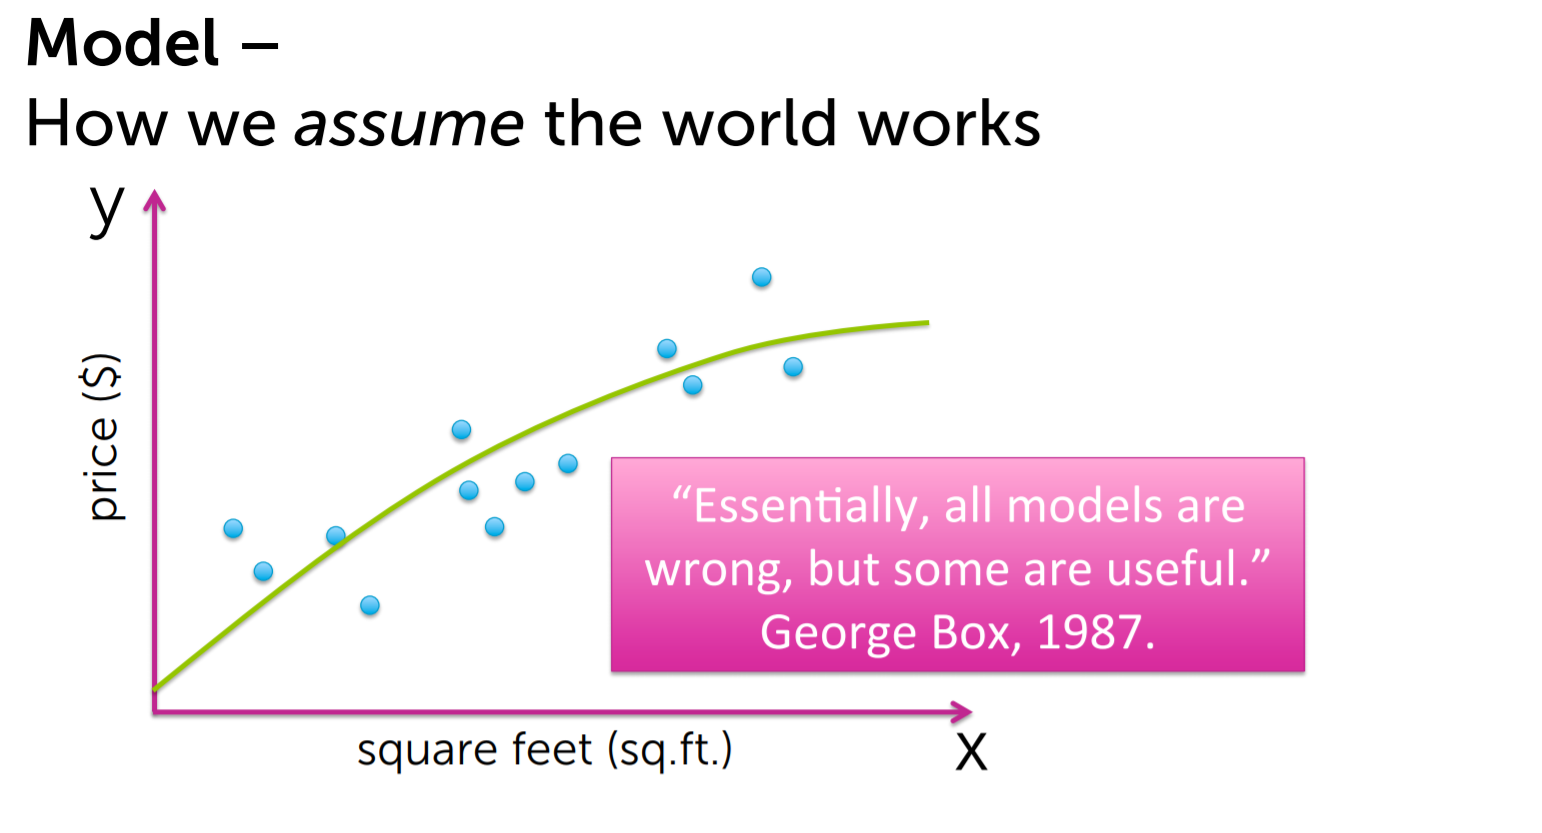 Model –
How we assume the world works
y
price ($)
“Essentially, all models are
wrong, but some are useful.”
George Box, 1987.
square feet (sq.ft.)
x